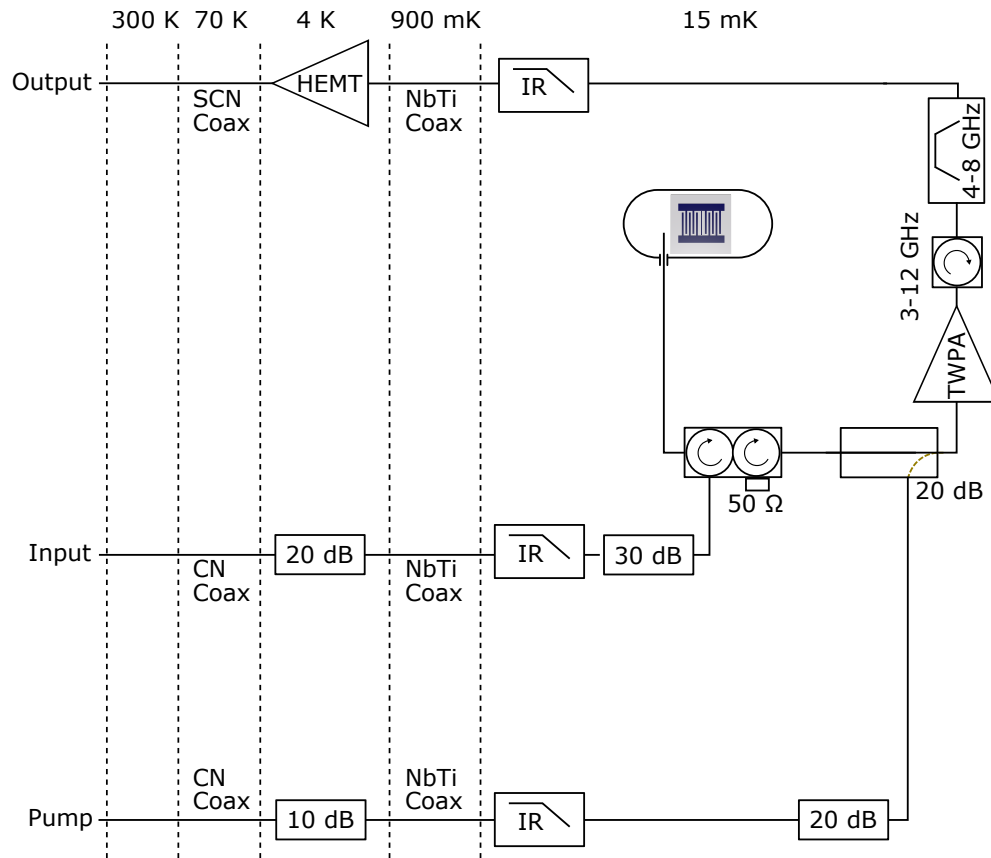 300 K
70 K
4 K
900 mK
15 mK
Output
SCN
Coax
HEMT
NbTi
Coax
IR
4-8 GHz
3-12 GHz
TWPA
20 dB
50 Ω
Input
CN
Coax
20 dB
NbTi
Coax
IR
30 dB
Pump
CN
Coax
10 dB
NbTi
Coax
IR
20 dB